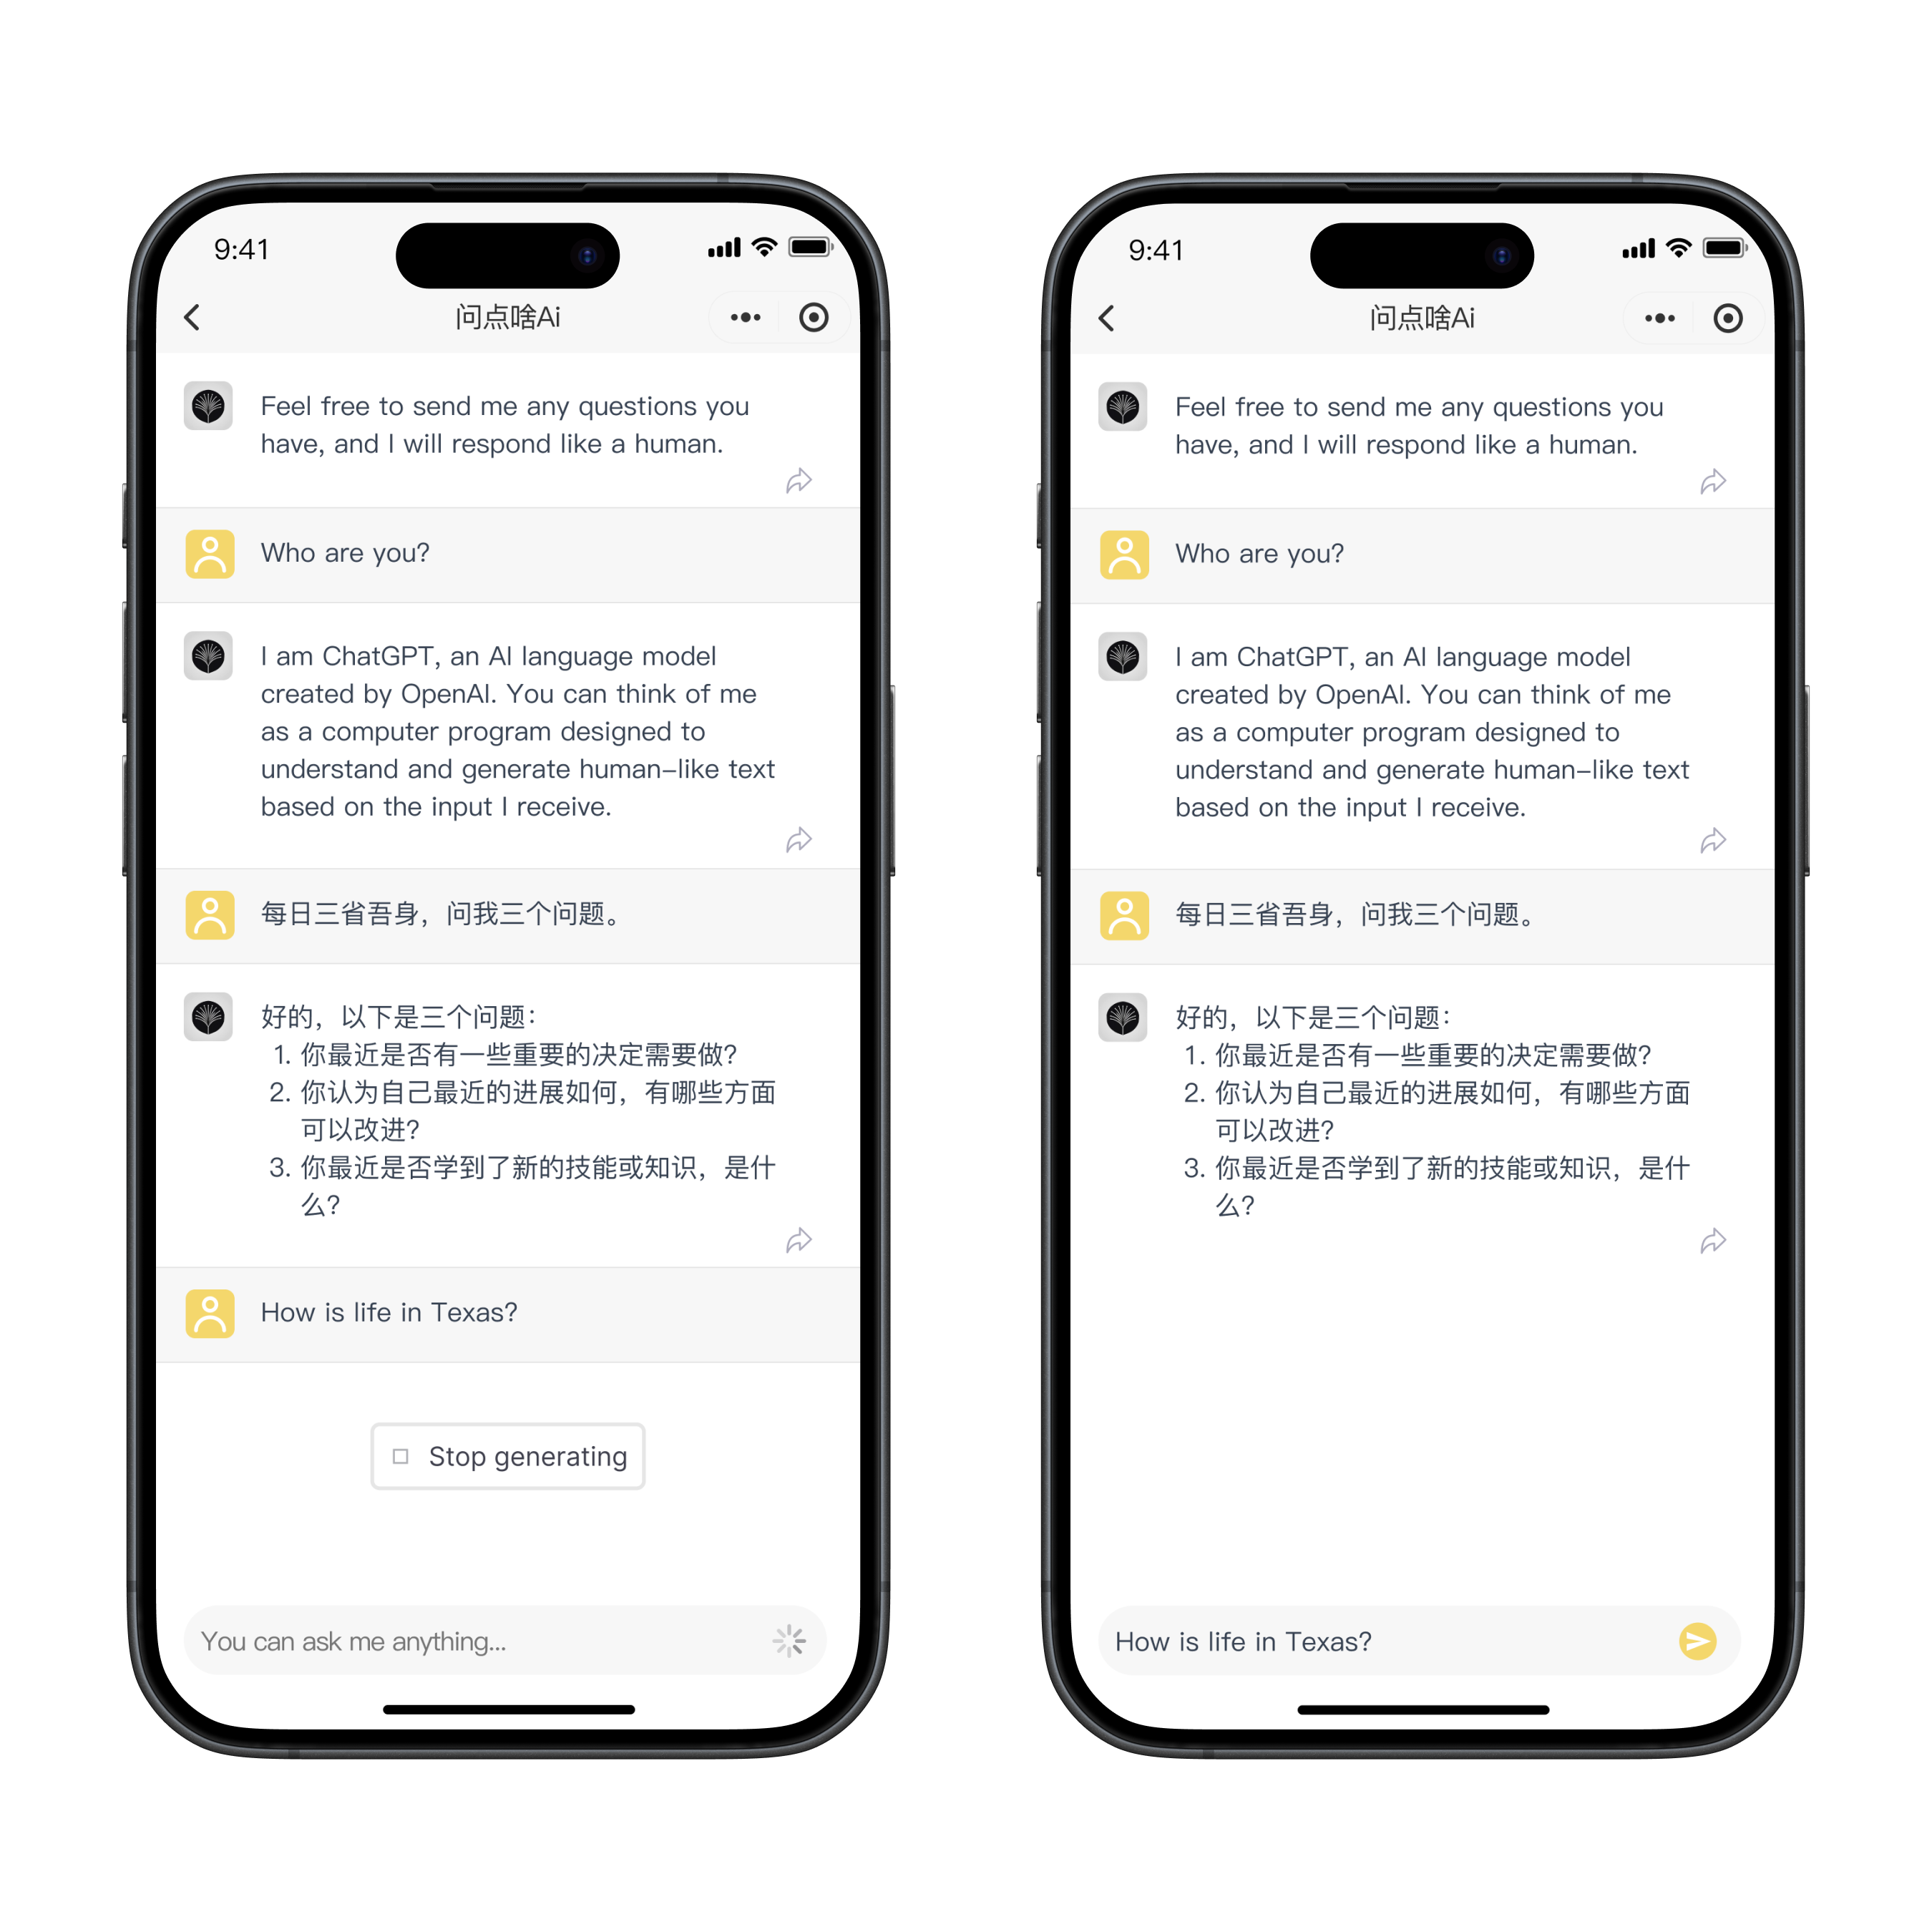 9:41
问点啥Ai
Feel free to send me any questions you
have, and I will respond like a human.
Who are you?
I am ChatGPT, an AI language model
created by OpenAI. You can think of me
as a computer program designed to
understand and generate human-like text
based on the input I receive.
每日三省吾身，问我三个问题。
好的，以下是三个问题：
1. 你最近是否有一些重要的决定需要做？
2. 你认为自己最近的进展如何，有哪些方面
可以改进？
3. 你最近是否学到了新的技能或知识，是什
么？
How is life in Texas?
Stop generating
You can ask me anything...
9:41
问点啥Ai
Feel free to send me any questions you
have, and I will respond like a human.
Who are you?
I am ChatGPT, an AI language model
created by OpenAI. You can think of me
as a computer program designed to
understand and generate human-like text
based on the input I receive.
每日三省吾身，问我三个问题。
好的，以下是三个问题：
1. 你最近是否有一些重要的决定需要做？
2. 你认为自己最近的进展如何，有哪些方面
可以改进？
3. 你最近是否学到了新的技能或知识，是什
么？
How is life in Texas?